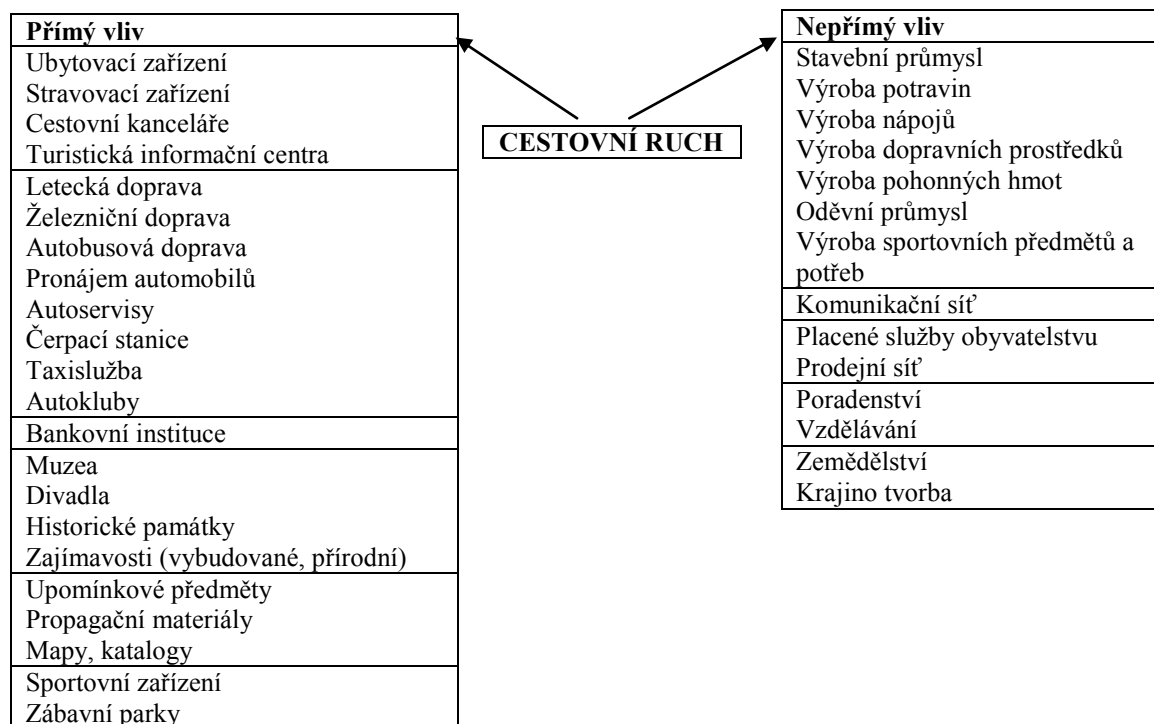 Přímý vliv
Ubytovací zařízení
Stravovací zařízení
Cestovní kanceláře
Turistická informační centra
Letecká doprava
Železniční doprava
Autobusová doprava
Pronájem automobilů
Autoservisy
Čerpací stanice
Taxislužba
Autokluby
Bankovní instituce
Muzea
Divadla
Historické památky
Zajímavosti (vybudované, přírodní)
Upomínkové předměty
Propagační materiály
Mapy, katalogy
Sportovní zařízení
Zábavní parky
CESTOVNÍ RUCH
Nepřímý vliv
Stavební průmysl
Výroba potravin
Výroba nápojů
Výroba dopravních prostředků
Výroba pohonných hmot
Oděvní průmysl
Výroba sportovních předmětů a
potřeb
Komunikační síť
Placené služby obyvatelstvu
Prodejní síť
Poradenství
Vzdělávání
Zemědělství
Krajino tvorba